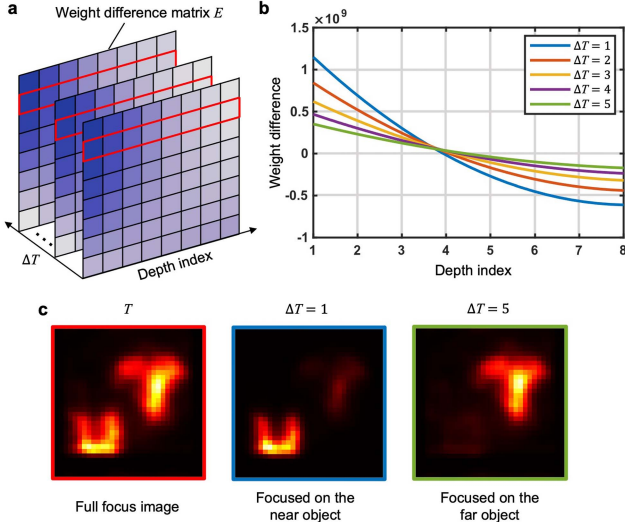 a
Weight difference matrix E
ΔT
Depth index
b
×10⁹
1.5
1
0.5
0
-0.5
-1
1 2 3 4 5 6 7 8
Weight difference
Depth index
ΔT = 1
ΔT = 2
ΔT = 3
ΔT = 4
ΔT = 5
c
T
ΔT = 1
ΔT = 5
Full focus image
Focused on the
near object
Focused on the
far object